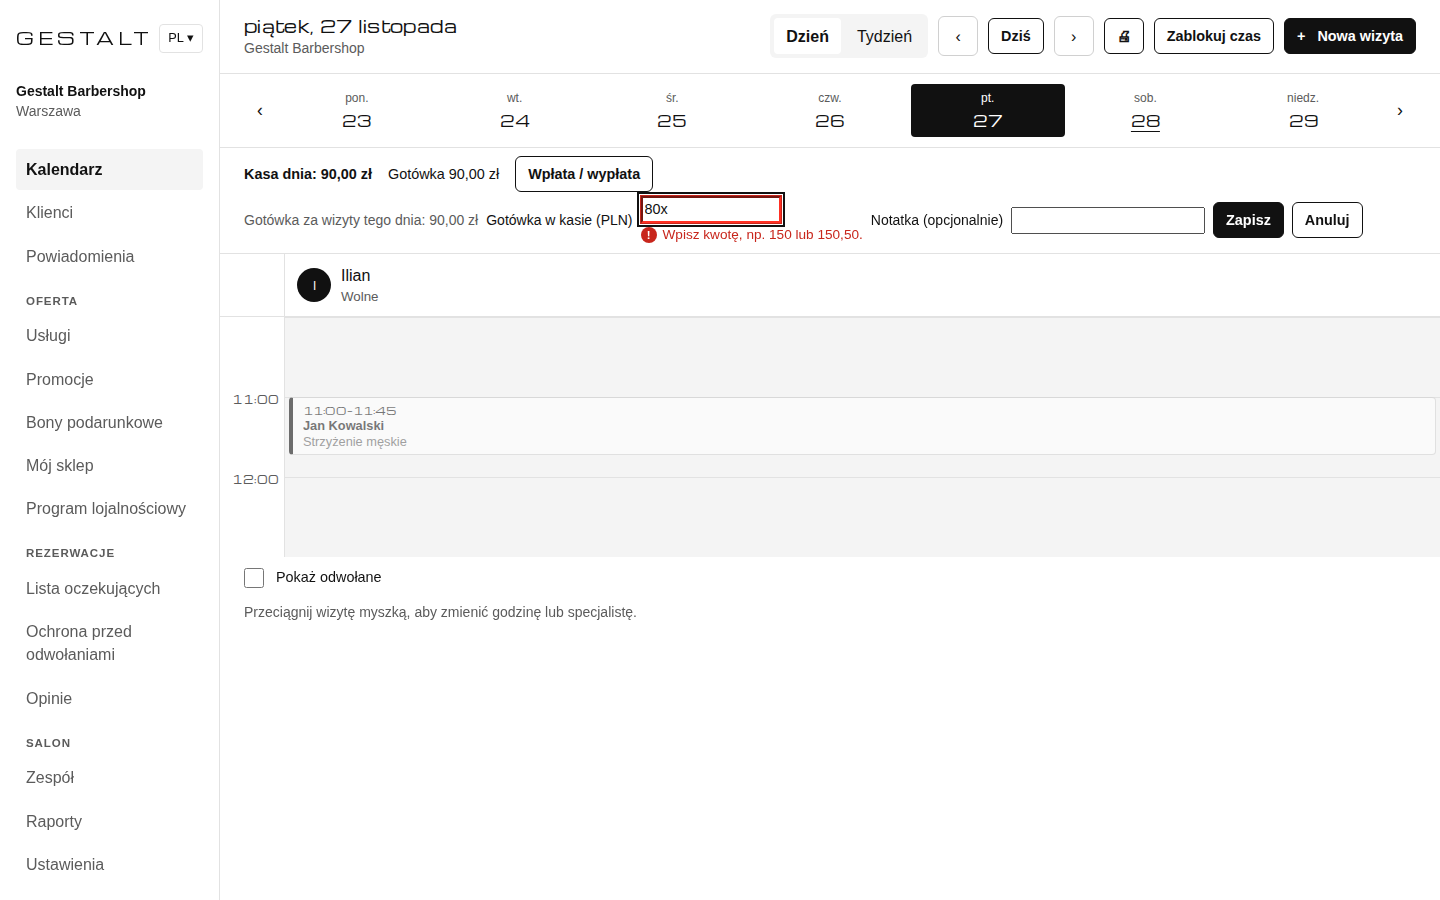 GESTALT
PL ▾
Gestalt Barbershop
Warszawa
Kalendarz
Klienci
Powiadomienia
OFERTA
Usługi
Promocje
Bony podarunkowe
Mój sklep
Program lojalnościowy
REZERWACJE
Lista oczekujących
Ochrona przed
odwołaniami
Opinie
SALON
Zespół
Raporty
Ustawienia
piątek, 27 listopada
Gestalt Barbershop
Dzień Tydzień ‹ Dziś › Zablokuj czas + Nowa wizyta
‹ pon. wt. śr. czw. pt. sob. niedz. ›
23 24 25 26 27 28 29
Kasa dnia: 90,00 zł Gotówka 90,00 zł Wpłata / wypłata
Gotówka za wizyty tego dnia: 90,00 zł Gotówka w kasie (PLN) 80x Notatka (opcjonalnie) Zapisz Anuluj
! Wpisz kwotę, np. 150 lub 150,50.
I Ilian
Wolne
11:00
11:00-11:45
Jan Kowalski
Strzyżenie męskie
12:00
Pokaż odwołane
Przeciągnij wizytę myszką, aby zmienić godzinę lub specjalistę.